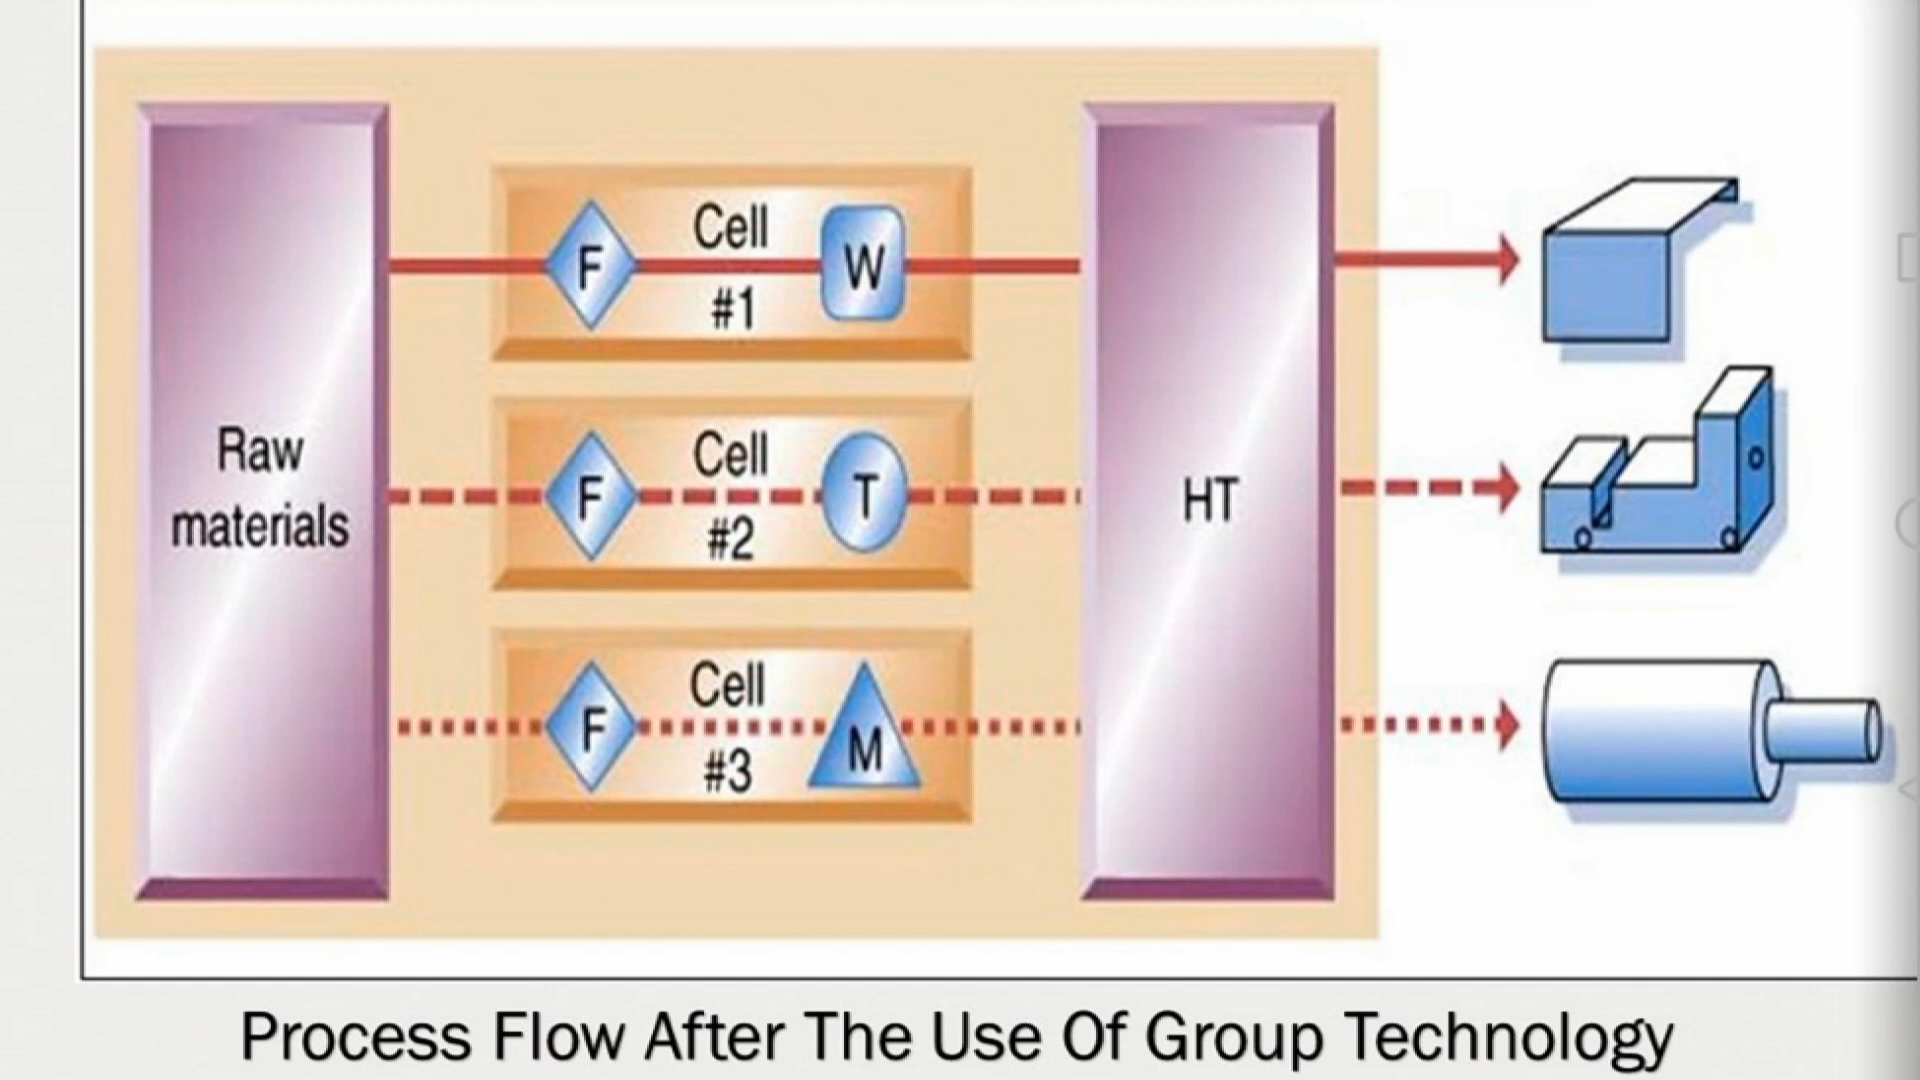 Raw
materials
F
Cell
#1
W
F
Cell
#2
T
F
Cell
#3
M
HT
Process Flow After The Use Of Group Technology